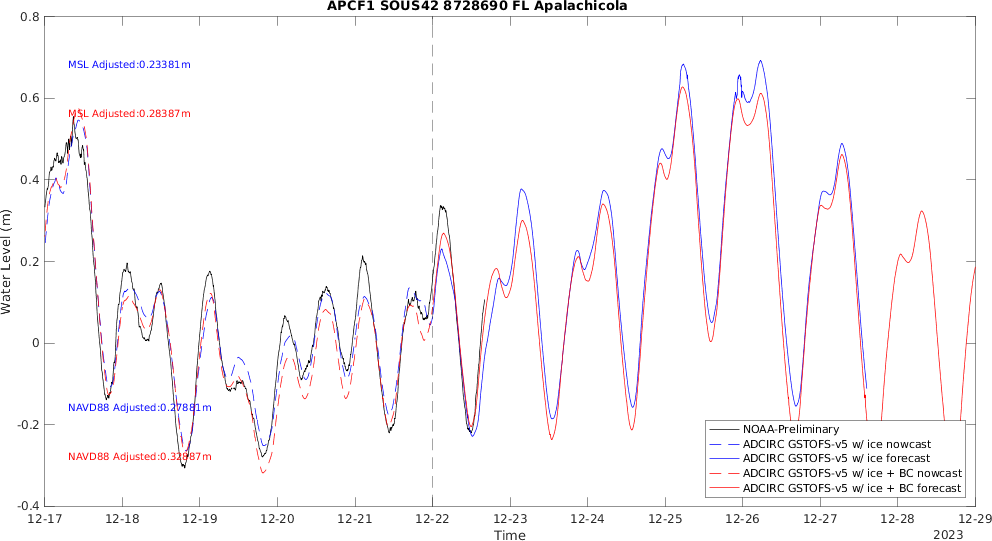 APCF1 SOUS42 8728690 FL Apalachicola
0.8
MSL Adjusted:0.23381m
0.6
MSL Adjusted:0.28387m
0.4
Water Level (m)
0.2
0
NAVD88 Adjusted:0.27881m
-0.2
NOAA-Preliminary
ADCIRC GSTOFS-v5 w/ ice nowcast
ADCIRC GSTOFS-v5 w/ ice forecast
NAVD88 Adjusted:0.32887m
ADCIRC GSTOFS-v5 w/ ice + BC nowcast
ADCIRC GSTOFS-v5 w/ ice + BC forecast
-0.4
12-17 12-18 12-19 12-20 12-21 12-22 12-23 12-24 12-25 12-26 12-27 12-28 12-29
Time
2023